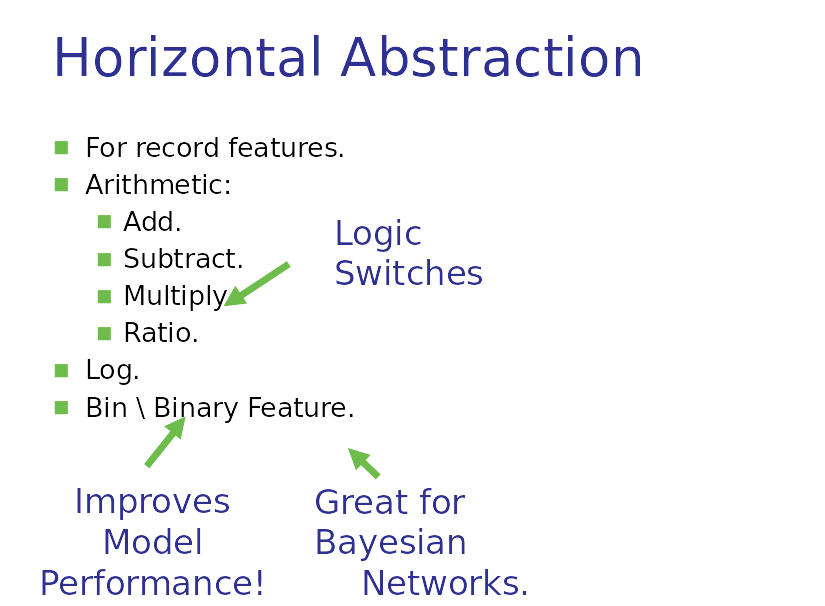 Horizontal Abstraction
For record features.
Arithmetic:
Add.
Subtract.
Multiply
Ratio.
Log.
Bin \ Binary Feature.
Logic
Switches
Improves
Model
Performance!
Great for
Bayesian
Networks.